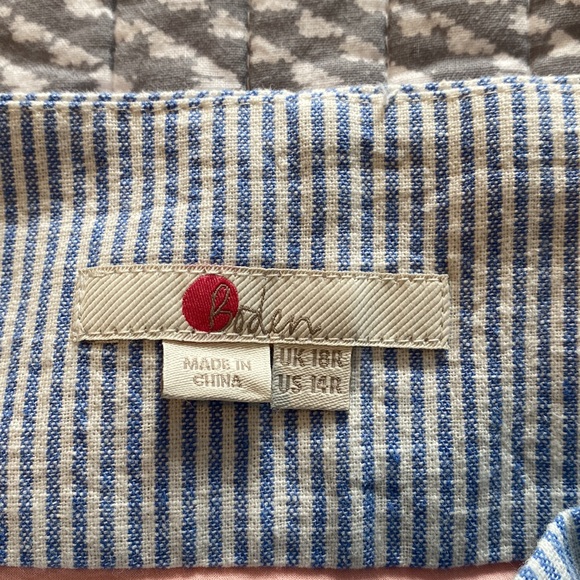 Boden
MADE IN
CHINA
UK 18R
US 14R